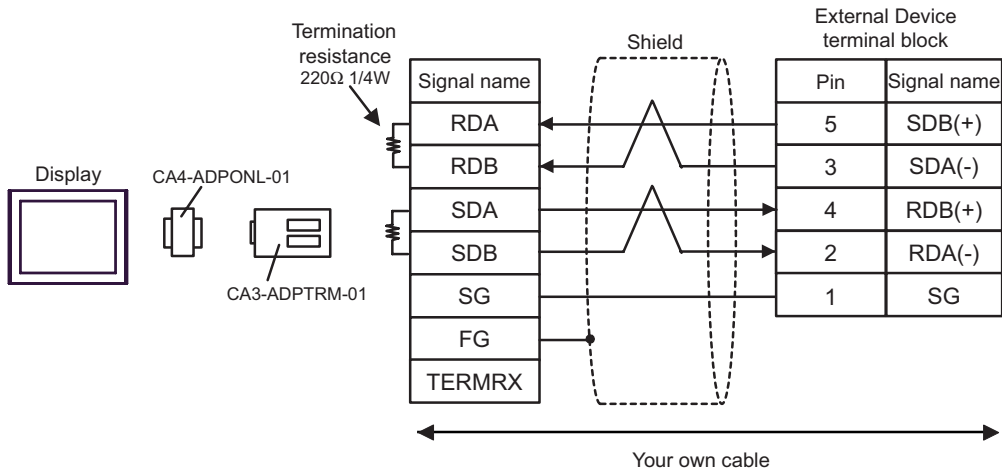 Termination
resistance
220Ω 1/4W
Shield
External Device
terminal block
Signal name
Pin
Signal name
RDA
5
SDB(+)
RDB
3
SDA(-)
Display
CA4-ADPONL-01
SDA
4
RDB(+)
SDB
2
RDA(-)
CA3-ADPTRM-01
SG
1
SG
FG
TERMRX
Your own cable